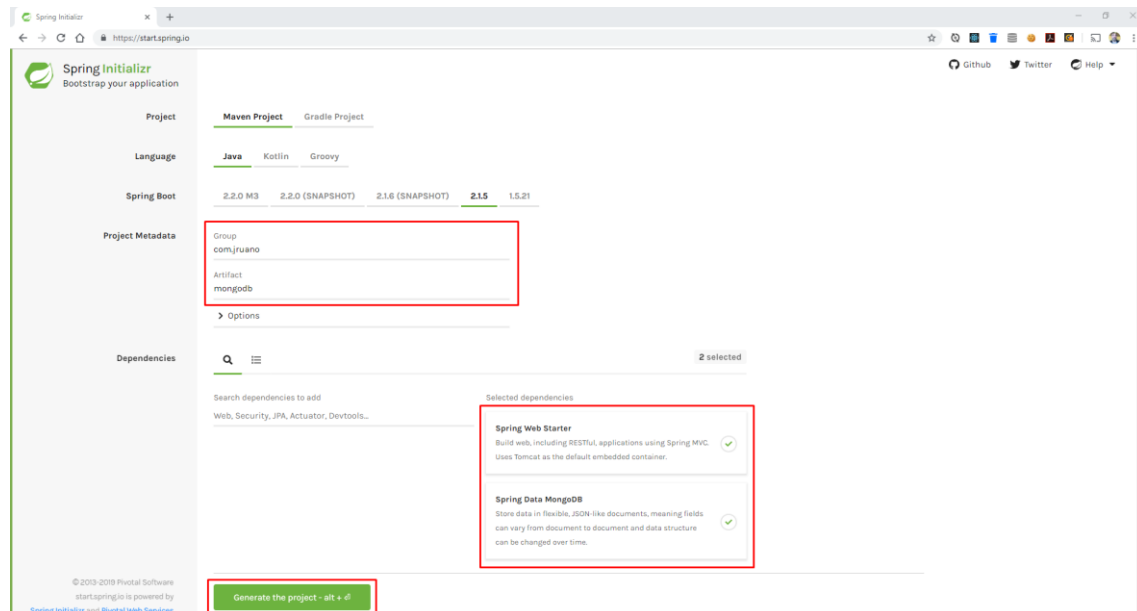 Spring Initializr
https://start.spring.io
Spring Initializr
Bootstrap your application
Github Twitter Help
Project Maven Project Gradle Project
Language Java Kotlin Groovy
Spring Boot 2.2.0 M3 2.2.0 (SNAPSHOT) 2.1.6 (SNAPSHOT) 2.1.5 1.5.21
Project Metadata Group
com.jruano
Artifact
mongodb
Options
Dependencies 2 selected
Search dependencies to add Selected dependencies
Web, Security, JPA, Actuator, Devtools...
Spring Web Starter
Build web, including RESTful, applications using Spring MVC.
Uses Tomcat as the default embedded container.
Spring Data MongoDB
Store data in flexible, JSON-like documents, meaning fields
can vary from document to document and data structure
can be changed over time.
© 2013-2019 Pivotal Software
start.spring.io is powered by
Spring Initializr and Pivotal Web Services
Generate the project - alt + ⏎